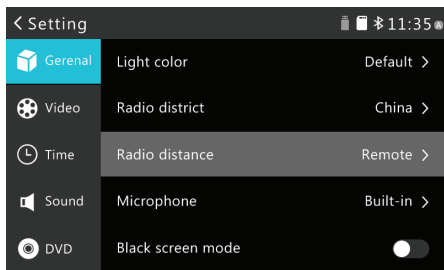 Setting
11:35
Gerenal
Light color
Default
Video
Radio district
China
Time
Radio distance
Remote
Sound
Microphone
Built-in
DVD
Black screen mode